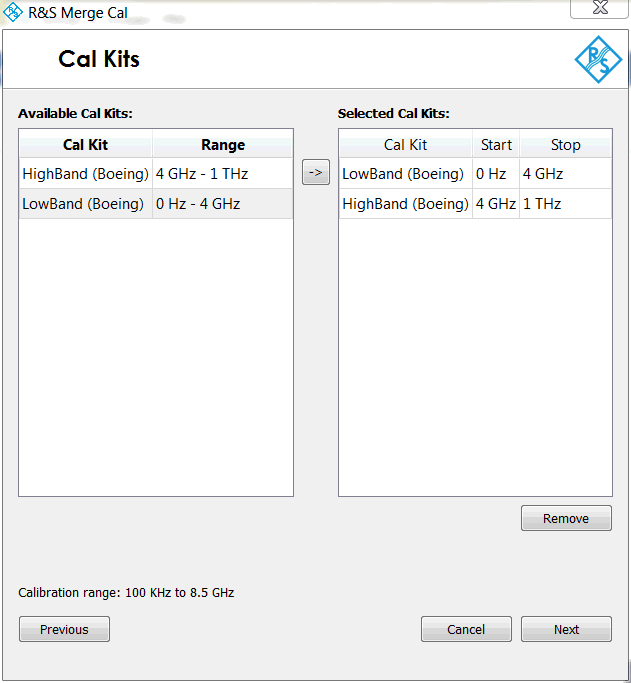 R&S Merge Cal
Cal Kits
R S
Available Cal Kits:
Cal Kit Range
HighBand (Boeing) 4 GHz - 1 THz
LowBand (Boeing) 0 Hz - 4 GHz
->
Selected Cal Kits:
Cal Kit Start Stop
LowBand (Boeing) 0 Hz 4 GHz
HighBand (Boeing) 4 GHz 1 THz
Remove
Calibration range: 100 KHz to 8.5 GHz
Previous Cancel Next